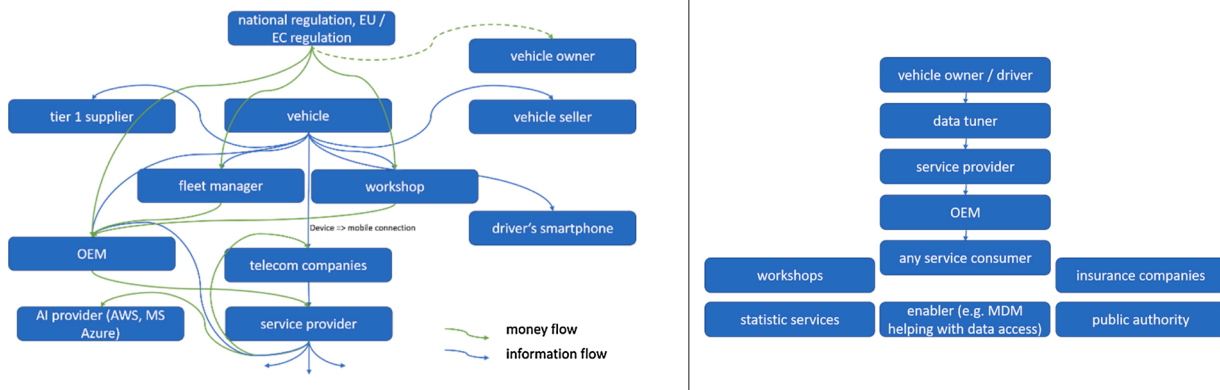 national regulation, EU /
EC regulation
vehicle owner
tier 1 supplier
vehicle
vehicle seller
fleet manager
workshop
driver's smartphone
Device => mobile connection
OEM
telecom companies
AI provider (AWS, MS
Azure)
service provider
money flow
information flow
vehicle owner / driver
data tuner
service provider
OEM
any service consumer
workshops
insurance companies
statistic services
enabler (e.g. MDM
helping with data access)
public authority